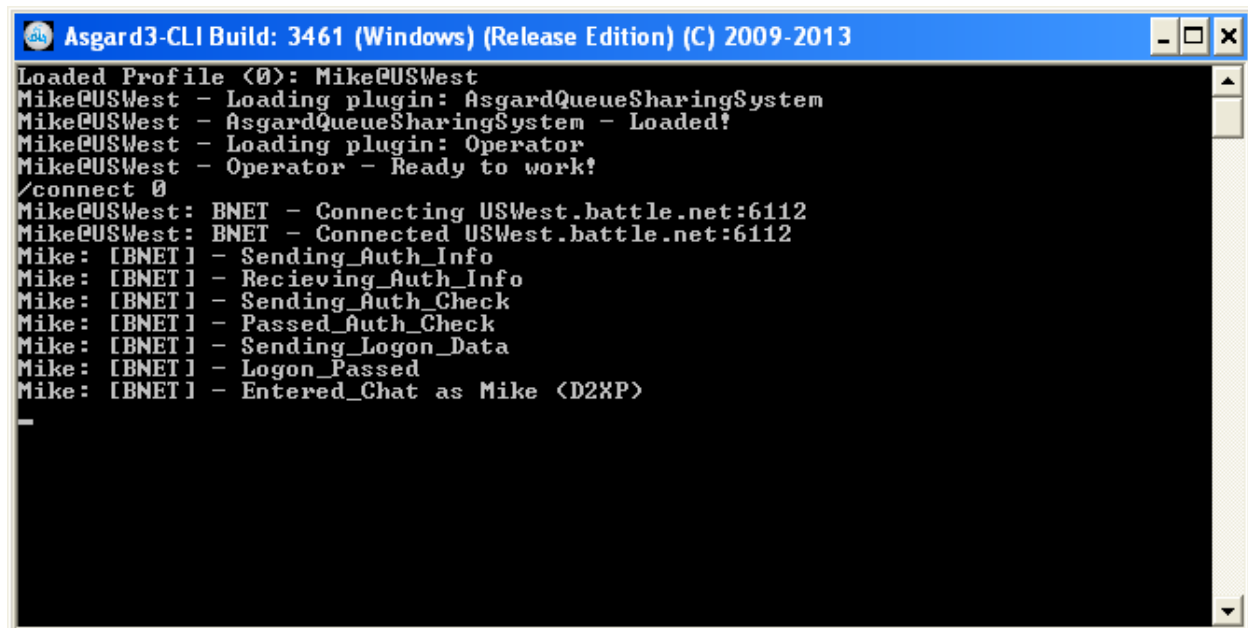 Asgard3-CLI Build: 3461 (Windows) (Release Edition) (C) 2009-2013
Loaded Profile (0): Mike@USWest
Mike@USWest - Loading plugin: AsgardQueueSharingSystem
Mike@USWest - AsgardQueueSharingSystem - Loaded!
Mike@USWest - Loading plugin: Operator
Mike@USWest - Operator - Ready to work!
/connect 0
Mike@USWest: BNET - Connecting USWest.battle.net:6112
Mike@USWest: BNET - Connected USWest.battle.net:6112
Mike: [BNET] - Sending_Auth_Info
Mike: [BNET] - Recieving_Auth_Info
Mike: [BNET] - Sending_Auth_Check
Mike: [BNET] - Passed_Auth_Check
Mike: [BNET] - Sending_Logon_Data
Mike: [BNET] - Logon_Passed
Mike: [BNET] - Entered_Chat as Mike (D2XP)